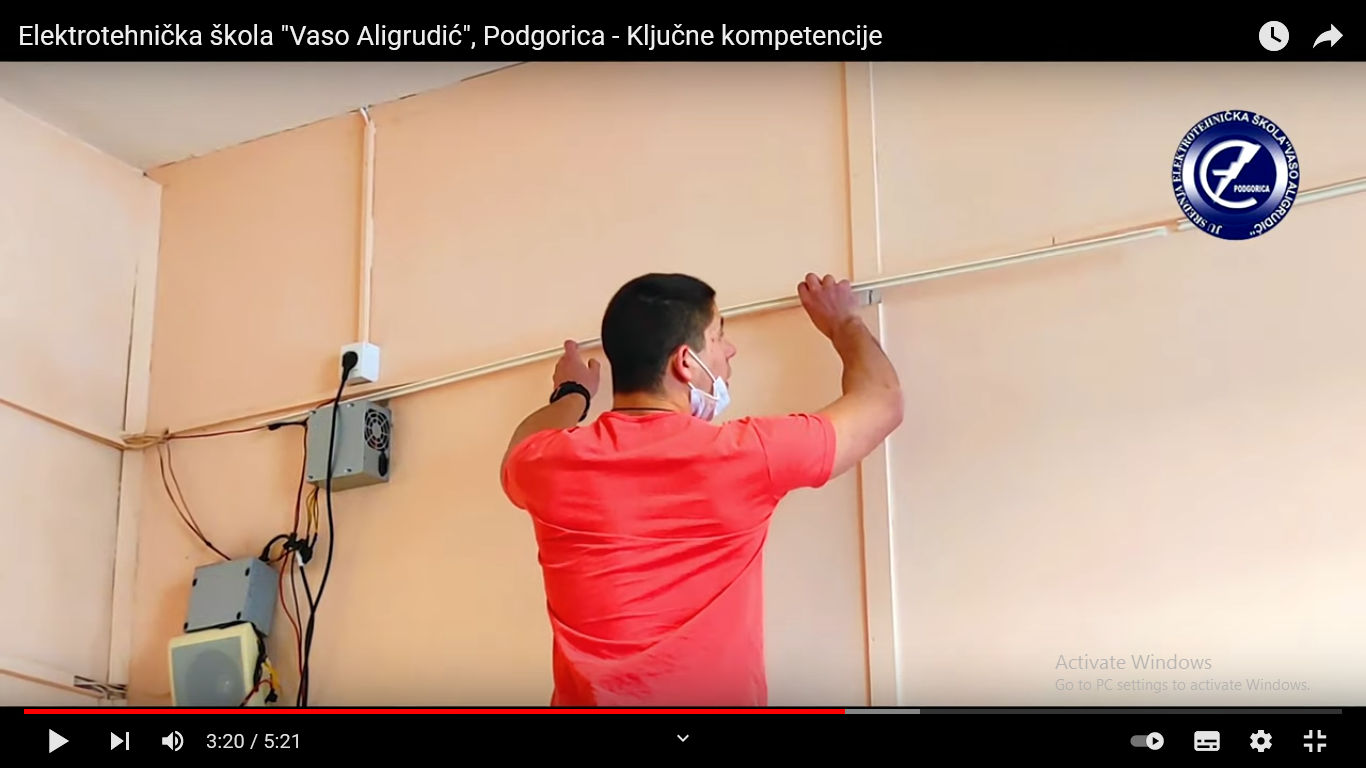 Elektrotehnička škola "Vaso Aligrudić", Podgorica - Ključne kompetencije
JU SREDNJA ELEKTROTEHNIČKA ŠKOLA "VASO ALIGRUDIĆ"
PODGORICA
Activate Windows
Go to PC settings to activate Windows.
3:20 / 5:21